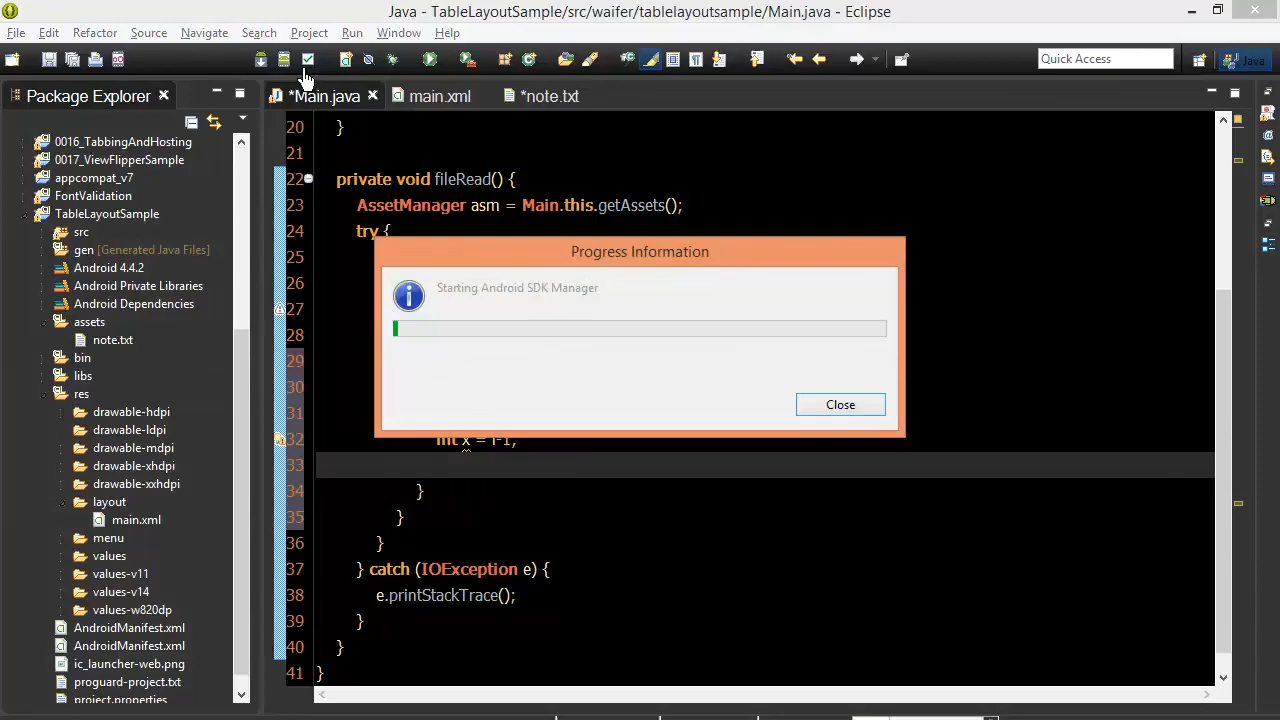 Java - TableLayoutSample/src/waifer/tablelayoutsample/Main.java - Eclipse
File Edit Refactor Source Navigate Search Project Run Window Help
Quick Access
Java
Package Explorer
*Main.java
main.xml
*note.txt
0016_TabbingAndHosting
0017_ViewFlipperSample
appcompat_v7
FontValidation
TableLayoutSample
src
gen [Generated Java Files]
Android 4.4.2
Android Private Libraries
Android Dependencies
assets
note.txt
bin
libs
res
drawable-hdpi
drawable-ldpi
drawable-mdpi
drawable-xhdpi
drawable-xxhdpi
layout
main.xml
menu
values
values-v11
values-v14
values-w820dp
AndroidManifest.xml
AndroidManifest.xml
ic_launcher-web.png
proguard-project.txt
project.properties
20 }
21
22 private void fileRead() {
23 AssetManager asm = Main.this.getAssets();
24 try {
25
26
27
28
29
30
31
32 int x = i-1;
33
34 }
35 }
36 }
37 } catch (IOException e) {
38 e.printStackTrace();
39 }
40 }
41 }
Progress Information
Starting Android SDK Manager
Close